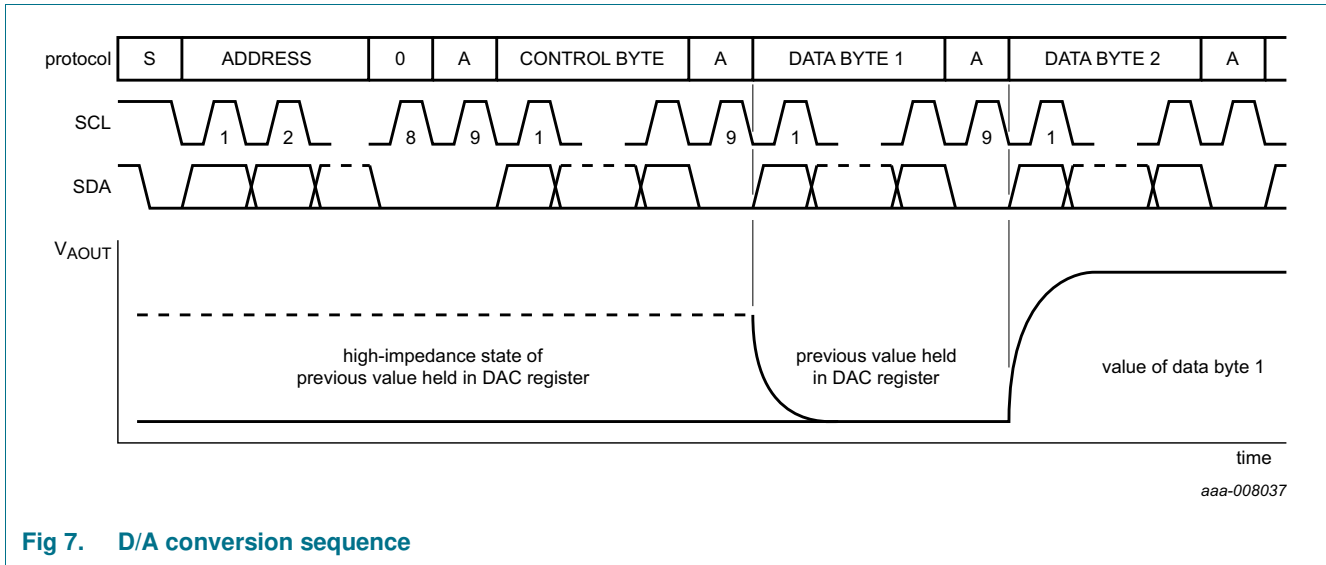 protocol S ADDRESS 0 A CONTROL BYTE A DATA BYTE 1 A DATA BYTE 2 A
SCL 1 2 8 9 1 9 1 9 1
SDA
VAOUT
high-impedance state of
previous value held in DAC register
previous value held
in DAC register
value of data byte 1
time
aaa-008037
Fig 7. D/A conversion sequence